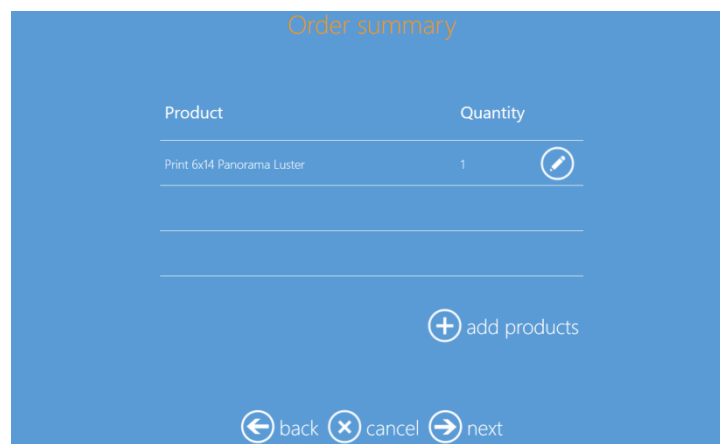 Order summary
Product Quantity
Print 6x14 Panorama Luster 1
add products
back cancel next